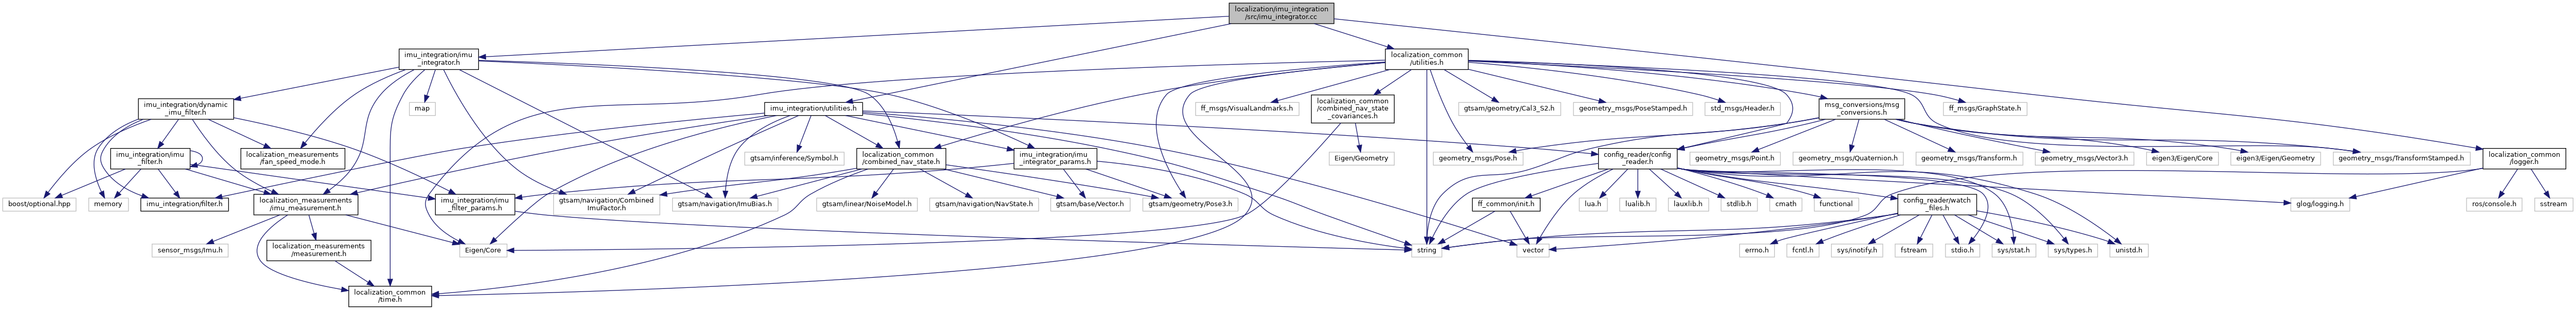 localization/imu_integration
/src/imu_integrator.cc
imu_integration/imu
_integrator.h
localization_common
/utilities.h
imu_integration/dynamic
_imu_filter.h
map
imu_integration/utilities.h
ff_msgs/VisualLandmarks.h
localization_common
/combined_nav_state
_covariances.h
gtsam/geometry/Cal3_S2.h
geometry_msgs/PoseStamped.h
std_msgs/Header.h
msg_conversions/msg
_conversions.h
ff_msgs/GraphState.h
imu_integration/imu
_filter.h
localization_measurements
/fan_speed_mode.h
gtsam/inference/Symbol.h
localization_common
/combined_nav_state.h
imu_integration/imu
_integrator_params.h
Eigen/Geometry
geometry_msgs/Pose.h
config_reader/config
_reader.h
geometry_msgs/Point.h
geometry_msgs/Quaternion.h
geometry_msgs/Transform.h
geometry_msgs/Vector3.h
eigen3/Eigen/Core
eigen3/Eigen/Geometry
geometry_msgs/TransformStamped.h
localization_common
/logger.h
boost/optional.hpp
memory
imu_integration/filter.h
localization_measurements
/imu_measurement.h
imu_integration/imu
_filter_params.h
gtsam/navigation/Combined
ImuFactor.h
gtsam/navigation/ImuBias.h
gtsam/linear/NoiseModel.h
gtsam/navigation/NavState.h
gtsam/base/Vector.h
gtsam/geometry/Pose3.h
ff_common/init.h
lua.h
lualib.h
lauxlib.h
stdlib.h
cmath
functional
config_reader/watch
_files.h
glog/logging.h
ros/console.h
sstream
sensor_msgs/Imu.h
localization_measurements
/measurement.h
Eigen/Core
string
vector
errno.h
fcntl.h
sys/inotify.h
fstream
stdio.h
sys/stat.h
sys/types.h
unistd.h
localization_common
/time.h